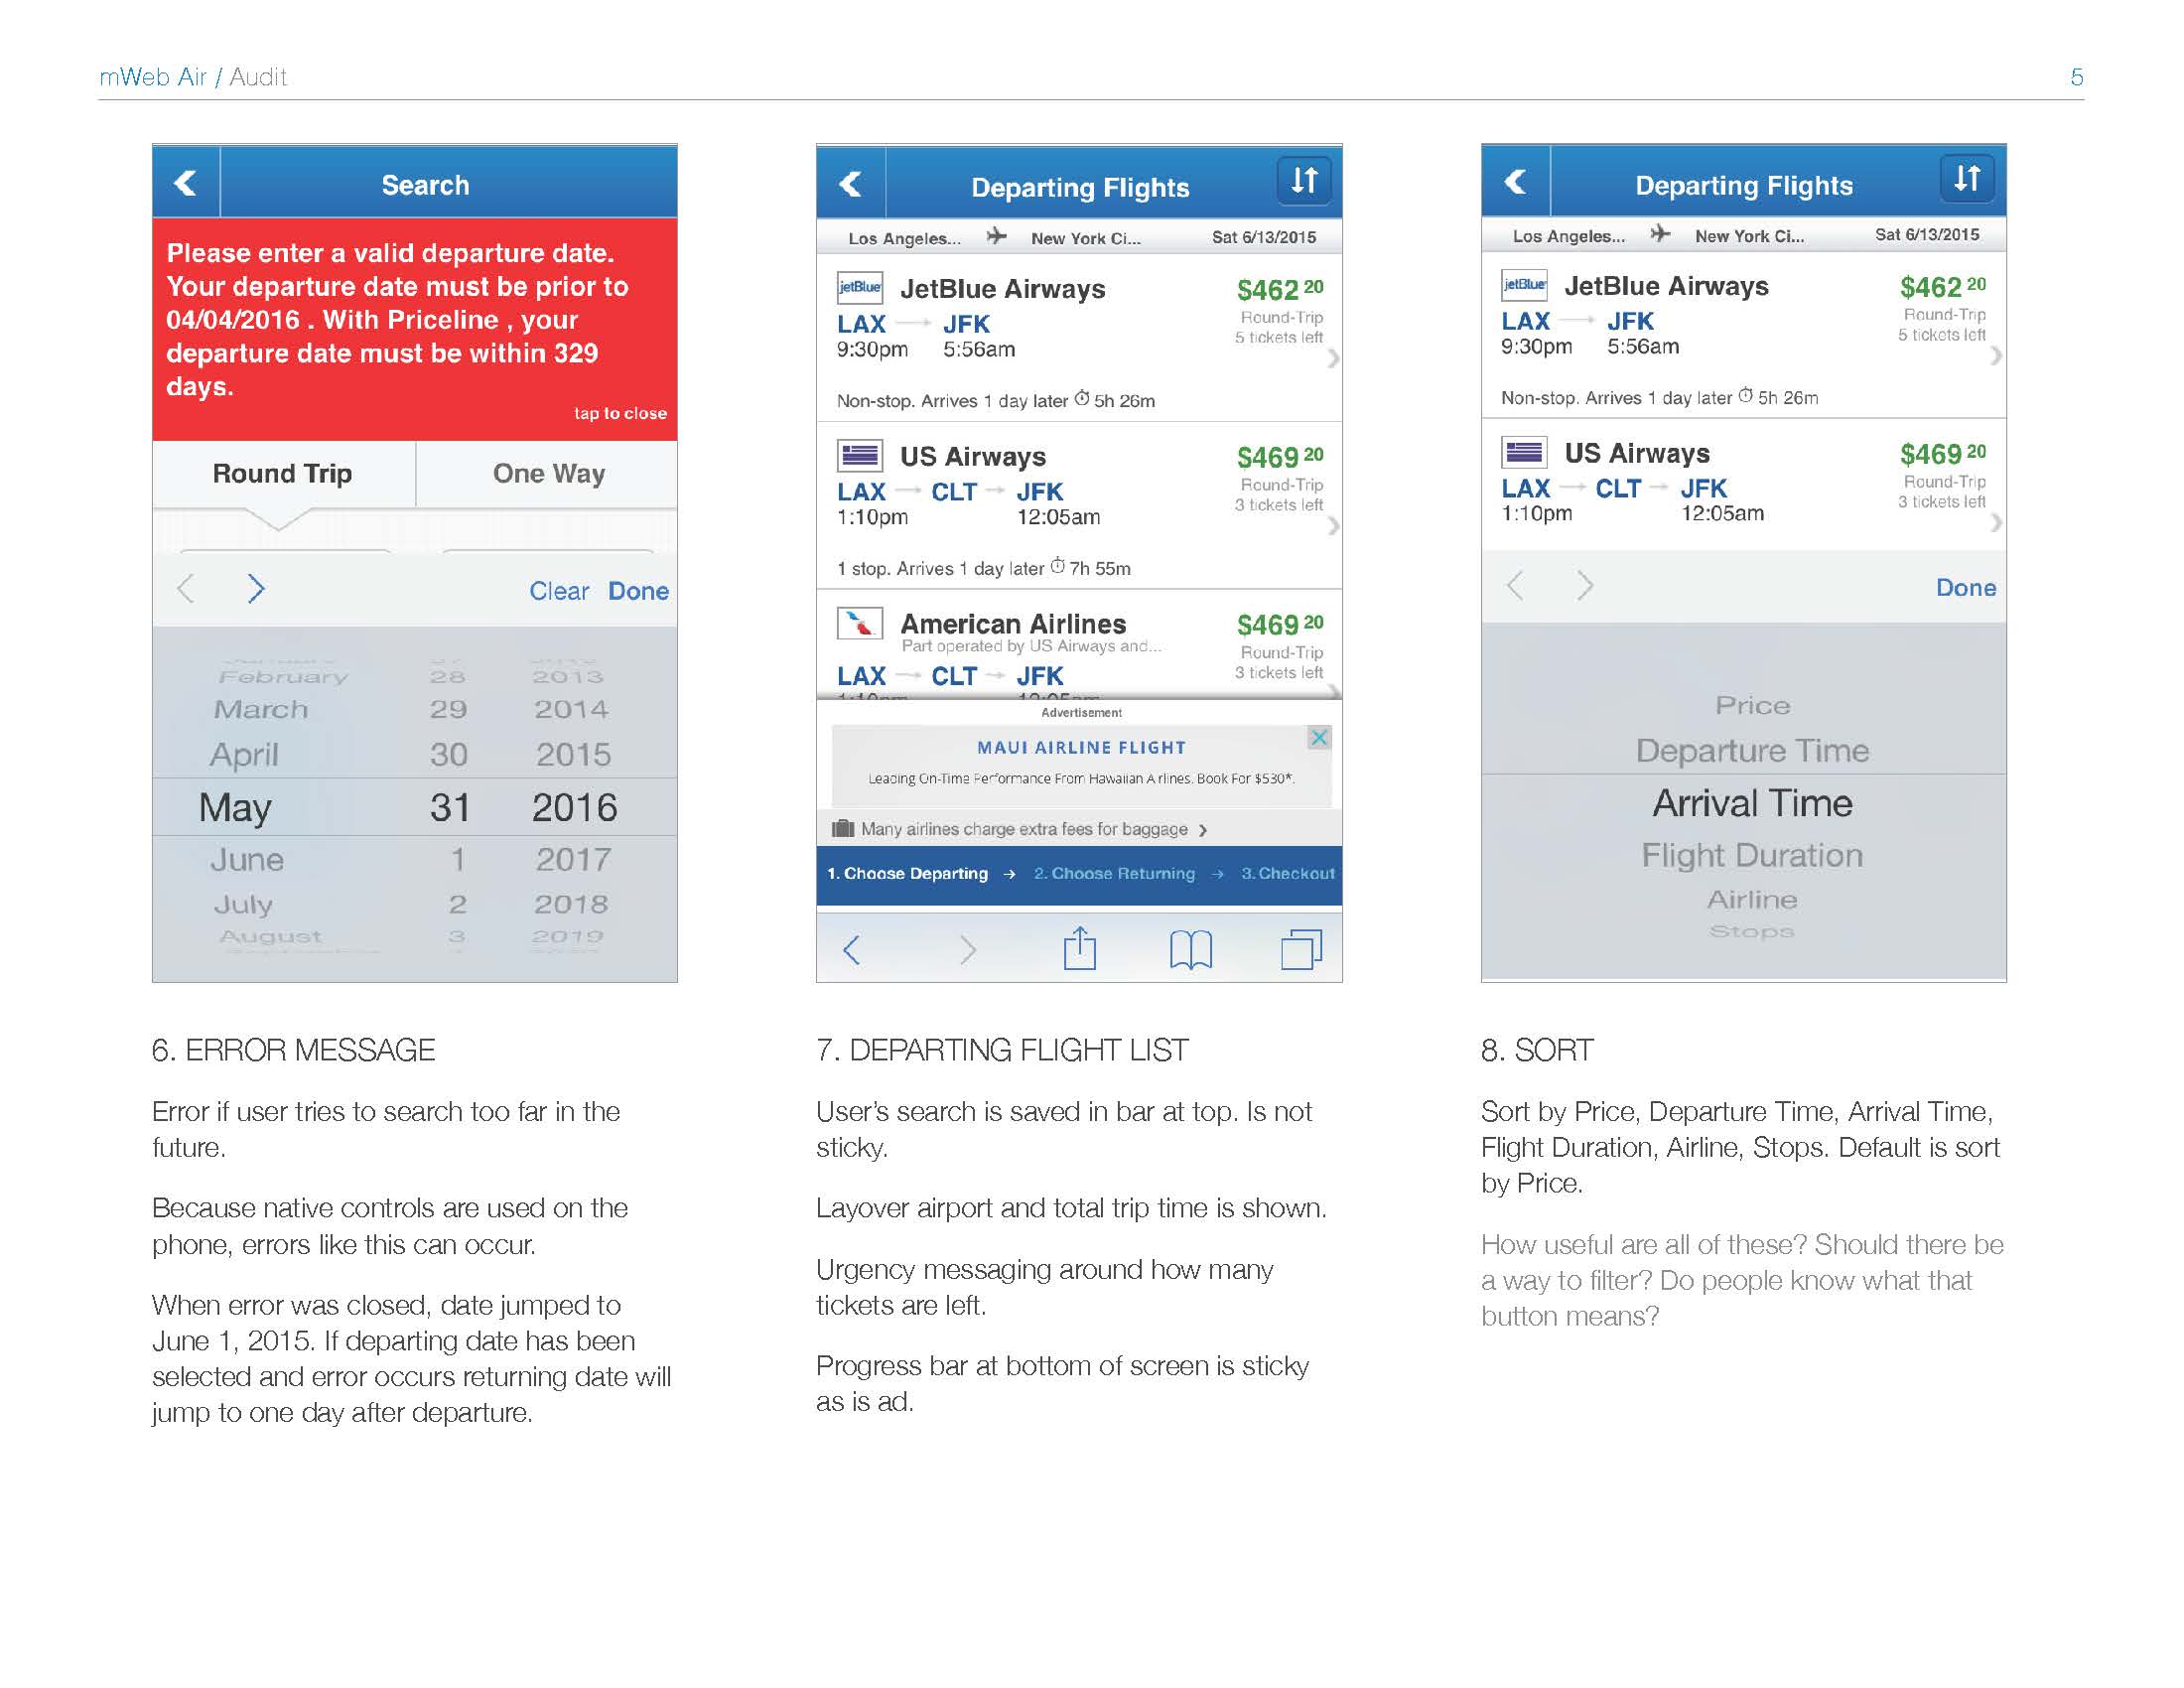 mWeb Air / Audit
5
Search
Please enter a valid departure date.
Your departure date must be prior to
04/04/2016 . With Priceline , your
departure date must be within 329
days.
tap to close
Round Trip One Way
Clear Done
February 28 2013
March 29 2014
April 30 2015
May 31 2016
June 1 2017
July 2 2018
August 3 2019
6. ERROR MESSAGE
Error if user tries to search too far in the
future.
Because native controls are used on the
phone, errors like this can occur.
When error was closed, date jumped to
June 1, 2015. If departing date has been
selected and error occurs returning date will
jump to one day after departure.
Departing Flights
Los Angeles... New York Ci... Sat 6/13/2015
jetBlue JetBlue Airways $462 20
LAX JFK Round-Trip
9:30pm 5:56am 5 tickets left
Non-stop. Arrives 1 day later 5h 26m
US Airways $469 20
LAX CLT JFK Round-Trip
1:10pm 12:05am 3 tickets left
1 stop. Arrives 1 day later 7h 55m
American Airlines $469 20
Part operated by US Airways and...
Round-Trip
LAX CLT JFK 3 tickets left
1:10pm 12:05am
Advertisement
MAUI AIRLINE FLIGHT
Leading On-Time Performance From Hawaiian Airlines. Book For $530*.
Many airlines charge extra fees for baggage
1. Choose Departing → 2. Choose Returning → 3. Checkout
7. DEPARTING FLIGHT LIST
User's search is saved in bar at top. Is not
sticky.
Layover airport and total trip time is shown.
Urgency messaging around how many
tickets are left.
Progress bar at bottom of screen is sticky
as is ad.
Departing Flights
Los Angeles... New York Ci... Sat 6/13/2015
jetBlue JetBlue Airways $462 20
LAX JFK Round-Trip
9:30pm 5:56am 5 tickets left
Non-stop. Arrives 1 day later 5h 26m
US Airways $469 20
LAX CLT JFK Round-Trip
1:10pm 12:05am 3 tickets left
Done
Price
Departure Time
Arrival Time
Flight Duration
Airline
Stops
8. SORT
Sort by Price, Departure Time, Arrival Time,
Flight Duration, Airline, Stops. Default is sort
by Price.
How useful are all of these? Should there be
a way to filter? Do people know what that
button means?